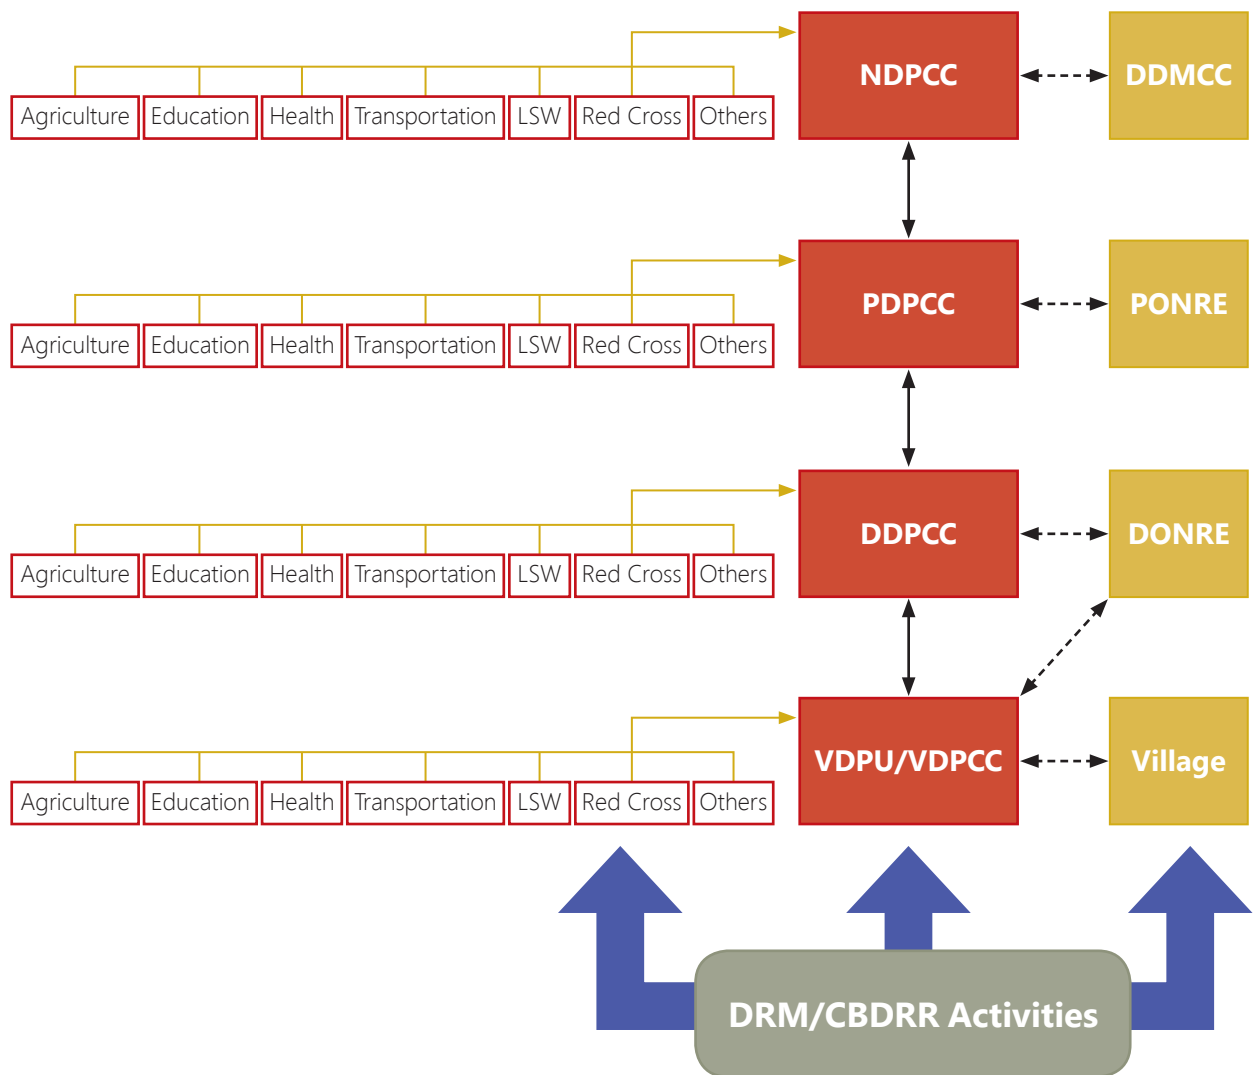 NDPCC
DDMCC
Agriculture
Education
Health
Transportation
LSW
Red Cross
Others
PDPCC
PONRE
Agriculture
Education
Health
Transportation
LSW
Red Cross
Others
DDPCC
DONRE
Agriculture
Education
Health
Transportation
LSW
Red Cross
Others
VDPU/VDPCC
Village
Agriculture
Education
Health
Transportation
LSW
Red Cross
Others
DRM/CBDRR Activities